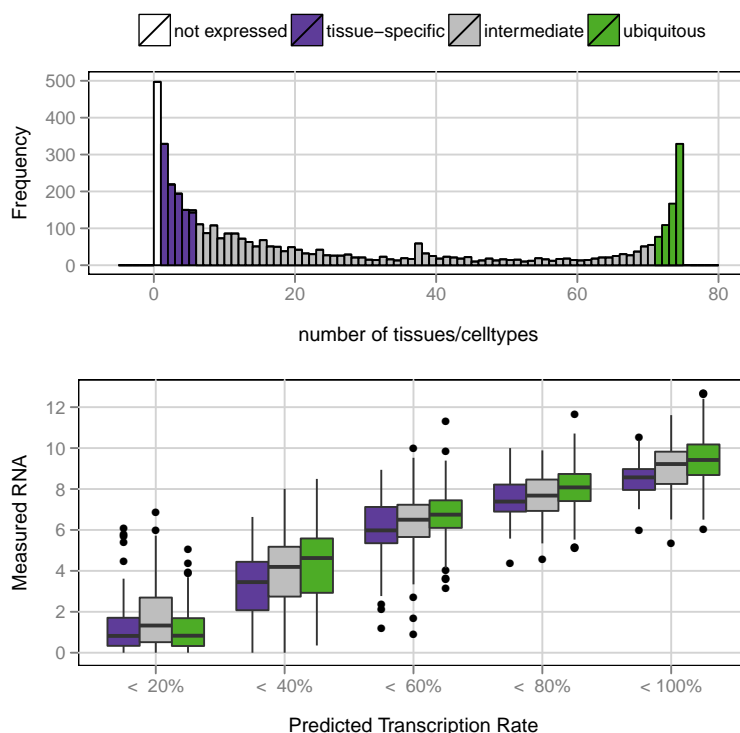 not expressed tissue−specific intermediate ubiquitous
Frequency
500
400
300
200
100
0
0 20 40 60 80
number of tissues/celltypes
Measured RNA
12
10
8
6
4
2
0
< 20% < 40% < 60% < 80% < 100%
Predicted Transcription Rate